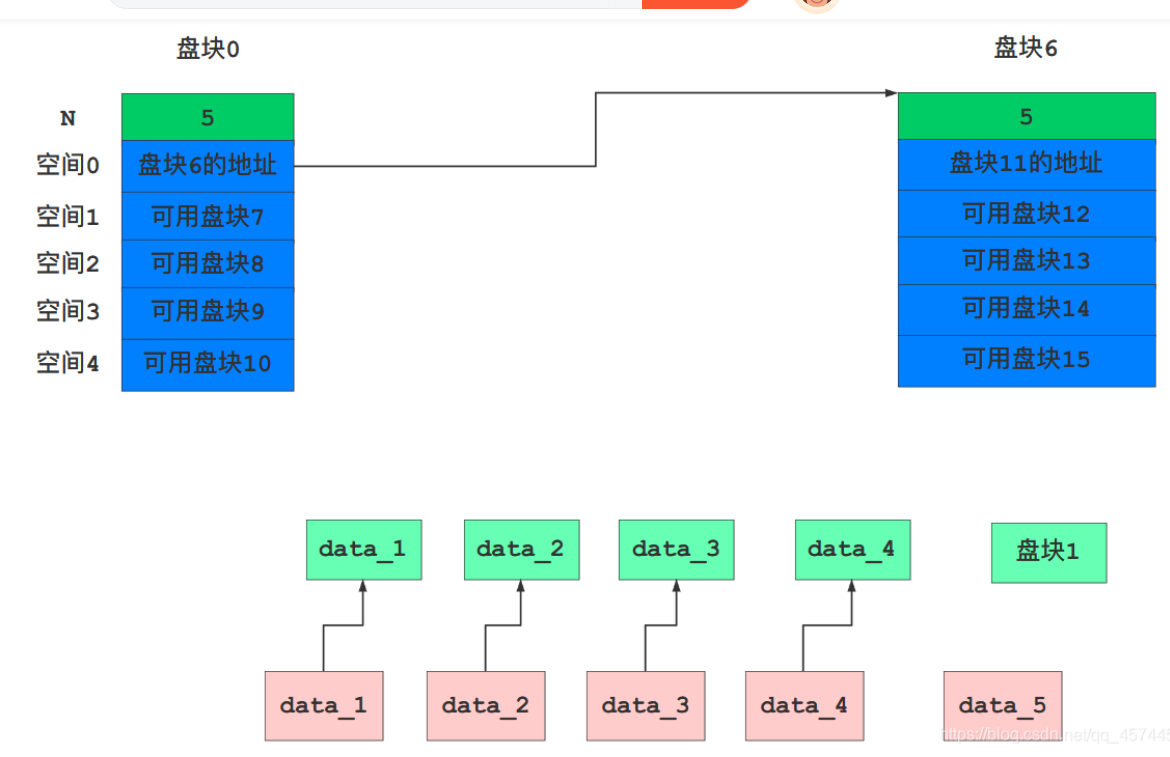 盘块0 盘块6
N 5 5
空间0 盘块6的地址 盘块11的地址
空间1 可用盘块7 可用盘块12
空间2 可用盘块8 可用盘块13
空间3 可用盘块9 可用盘块14
空间4 可用盘块10 可用盘块15
data_1 data_2 data_3 data_4 盘块1
data_1 data_2 data_3 data_4 data_5
https://blog.csdn.net/qq_457445